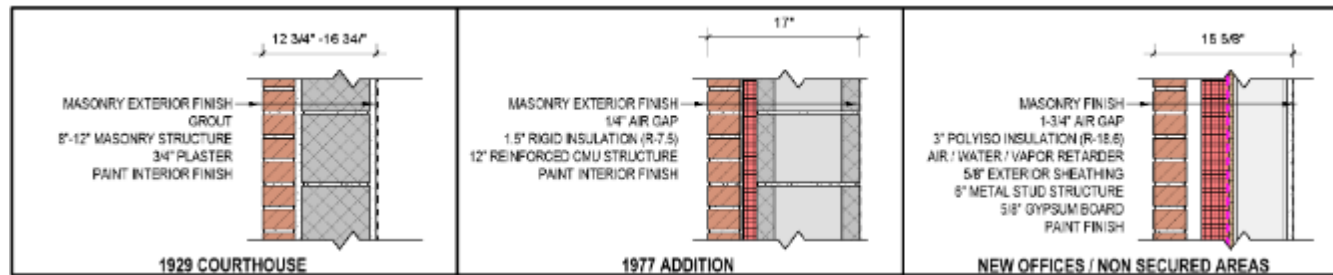 12 3/4" -16 34/"
MASONRY EXTERIOR FINISH
GROUT
8"-12" MASONRY STRUCTURE
3/4" PLASTER
PAINT INTERIOR FINISH
1929 COURTHOUSE
17"
MASONRY EXTERIOR FINISH
1/4" AIR GAP
1.5" RIGID INSULATION (R-7.5)
12" REINFORCED CMU STRUCTURE
PAINT INTERIOR FINISH
1977 ADDITION
15 5/8"
MASONRY FINISH
1-3/4" AIR GAP
3" POLYISO INSULATION (R-18.6)
AIR / WATER / VAPOR RETARDER
5/8" EXTERIOR SHEATHING
6" METAL STUD STRUCTURE
5/8" GYPSUM BOARD
PAINT FINISH
NEW OFFICES / NON SECURED AREAS